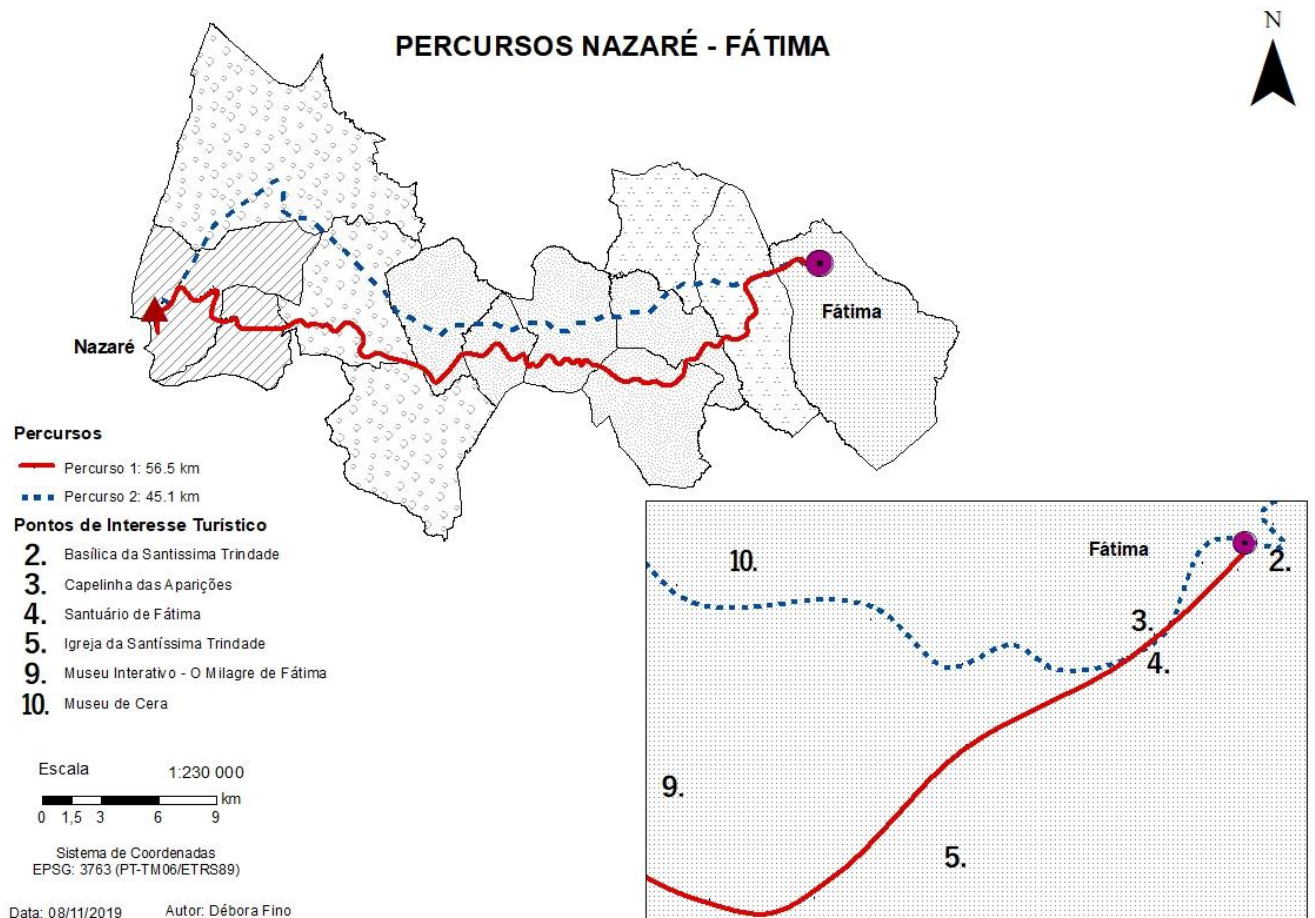 PERCURSOS NAZARÉ - FÁTIMA
N
Fátima
Nazaré
Percursos
Percurso 1: 56.5 km
Percurso 2: 45.1 km
Pontos de Interesse Turístico
2. Basílica da Santissima Trindade
3. Capelinha das Aparições
4. Santuário de Fátima
5. Igreja da Santíssima Trindade
9. Museu Interativo - O Milagre de Fátima
10. Museu de Cera
Escala 1:230 000
km
0 1,5 3 6 9
Sistema de Coordenadas
EPSG: 3763 (PT-TM06/ETRS89)
Data: 08/11/2019 Autor: Débora Fino
Fátima
10.
2.
3.
4.
9.
5.